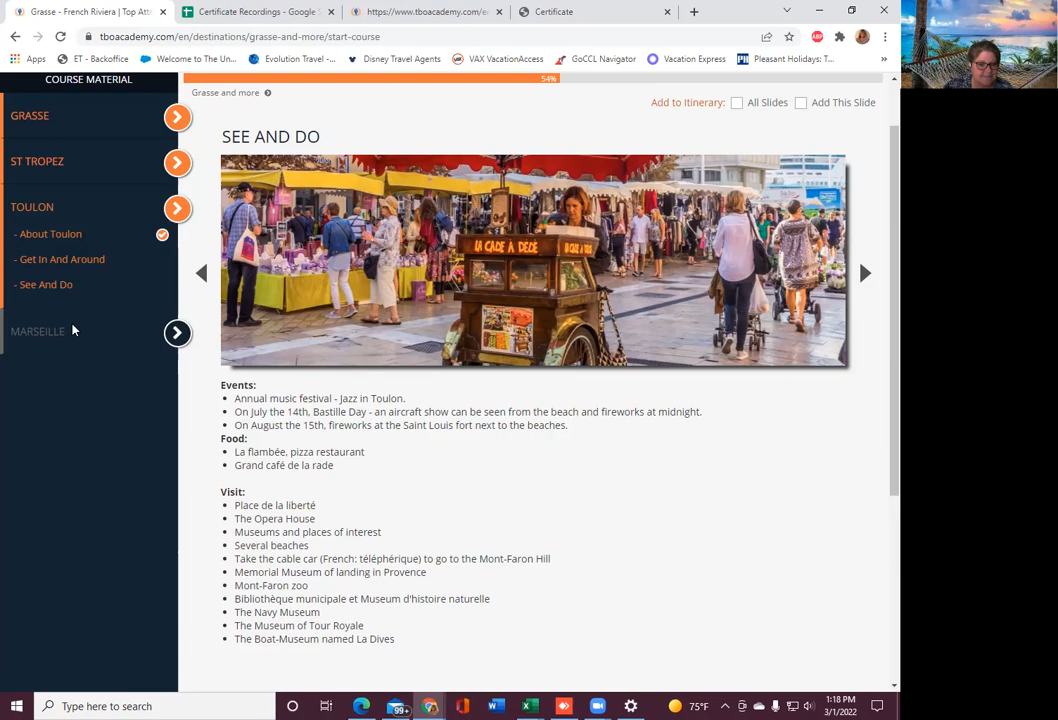 Grasse - French Riviera | Top Att
Certificate Recordings - Google S
https://www.tboacademy.com/en/
Certificate
tboacademy.com/en/destinations/grasse-and-more/start-course
Apps
ET - Backoffice
Welcome to The Un...
Evolution Travel -...
Disney Travel Agents
VAX VacationAccess
GoCCL Navigator
Vacation Express
Pleasant Holidays: T...
COURSE MATERIAL
54%
Grasse and more
Add to Itinerary:
All Slides
Add This Slide
GRASSE
ST TROPEZ
TOULON
- About Toulon
- Get In And Around
- See And Do
MARSEILLE
SEE AND DO
LA CADE A DÉDÉ
Events:
Annual music festival - Jazz in Toulon.
On July the 14th, Bastille Day - an aircraft show can be seen from the beach and fireworks at midnight.
On August the 15th, fireworks at the Saint Louis fort next to the beaches.
Food:
La flambée, pizza restaurant
Grand café de la rade
Visit:
Place de la liberté
The Opera House
Museums and places of interest
Several beaches
Take the cable car (French: téléphérique) to go to the Mont-Faron Hill
Memorial Museum of landing in Provence
Mont-Faron zoo
Bibliothèque municipale et Museum d'histoire naturelle
The Navy Museum
The Museum of Tour Royale
The Boat-Museum named La Dives
Type here to search
99+
75°F
1:18 PM
3/1/2022